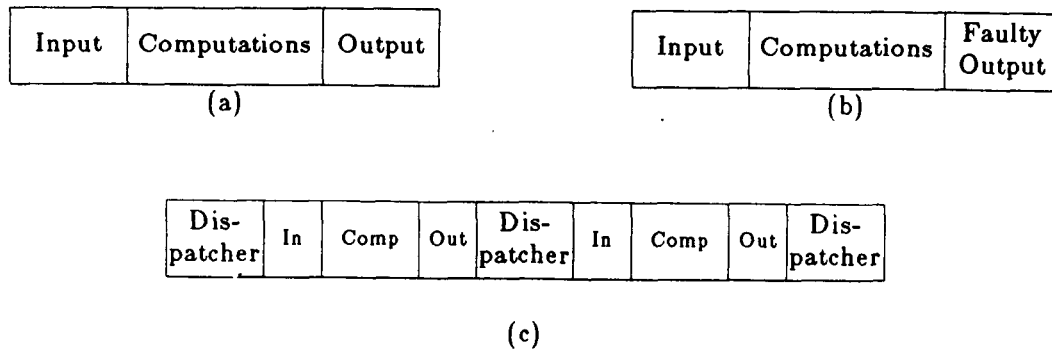 Input Computations Output
(a)
Input Computations Faulty
Output
(b)
Dis-
patcher In Comp Out Dis-
patcher In Comp Out Dis-
patcher
(c)